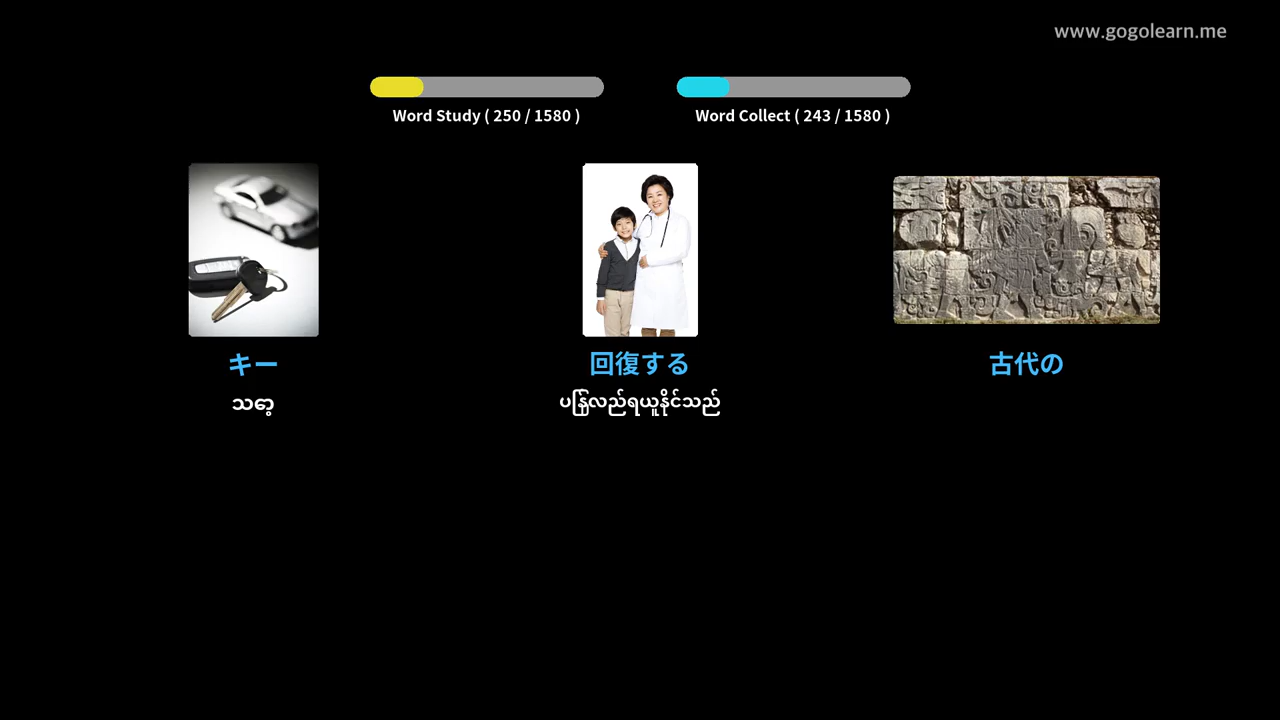 www.gogolearn.me
Word Study ( 250 / 1580 )
Word Collect ( 243 / 1580 )
キー
回復する
古代の
သော့
ပြန်လည်ရယူနိုင်သည်